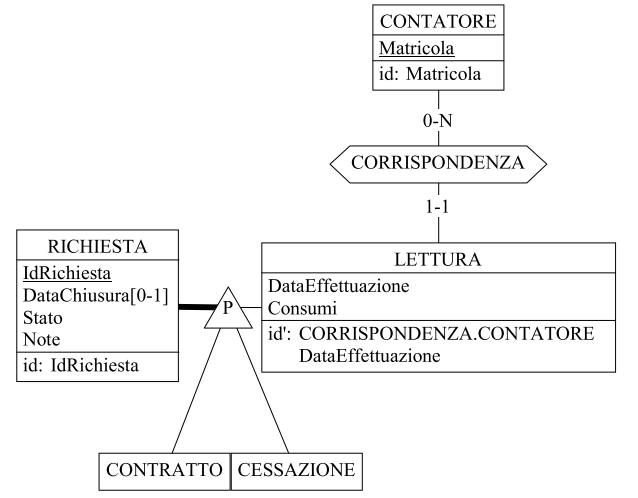 CONTATORE
Matricola
id: Matricola
0-N
CORRISPONDENZA
1-1
RICHIESTA
IdRichiesta
DataChiusura[0-1]
Stato
Note
id: IdRichiesta
P
LETTURA
DataEffettuazione
Consumi
id': CORRISPONDENZA.CONTATORE
DataEffettuazione
CONTRATTO
CESSAZIONE